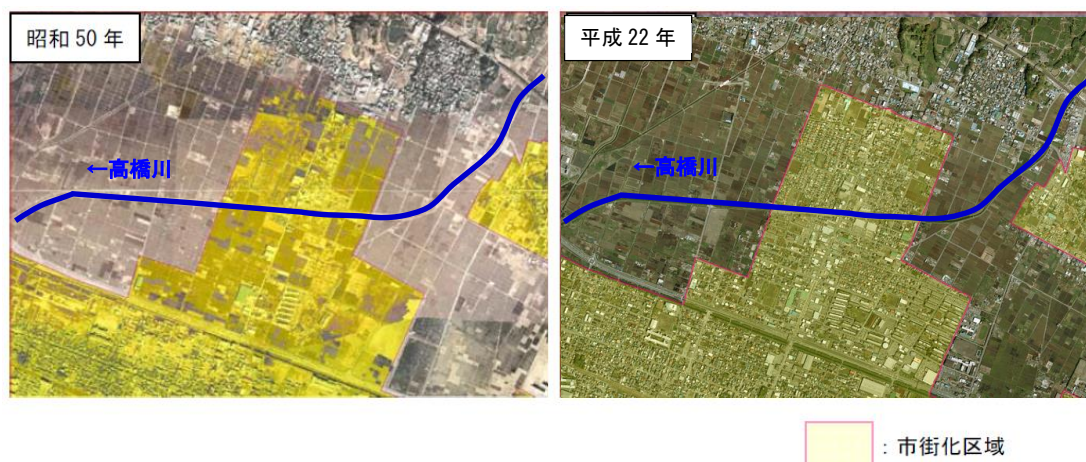 昭和 50 年
平成 22 年
←高橋川
←高橋川
：市街化区域